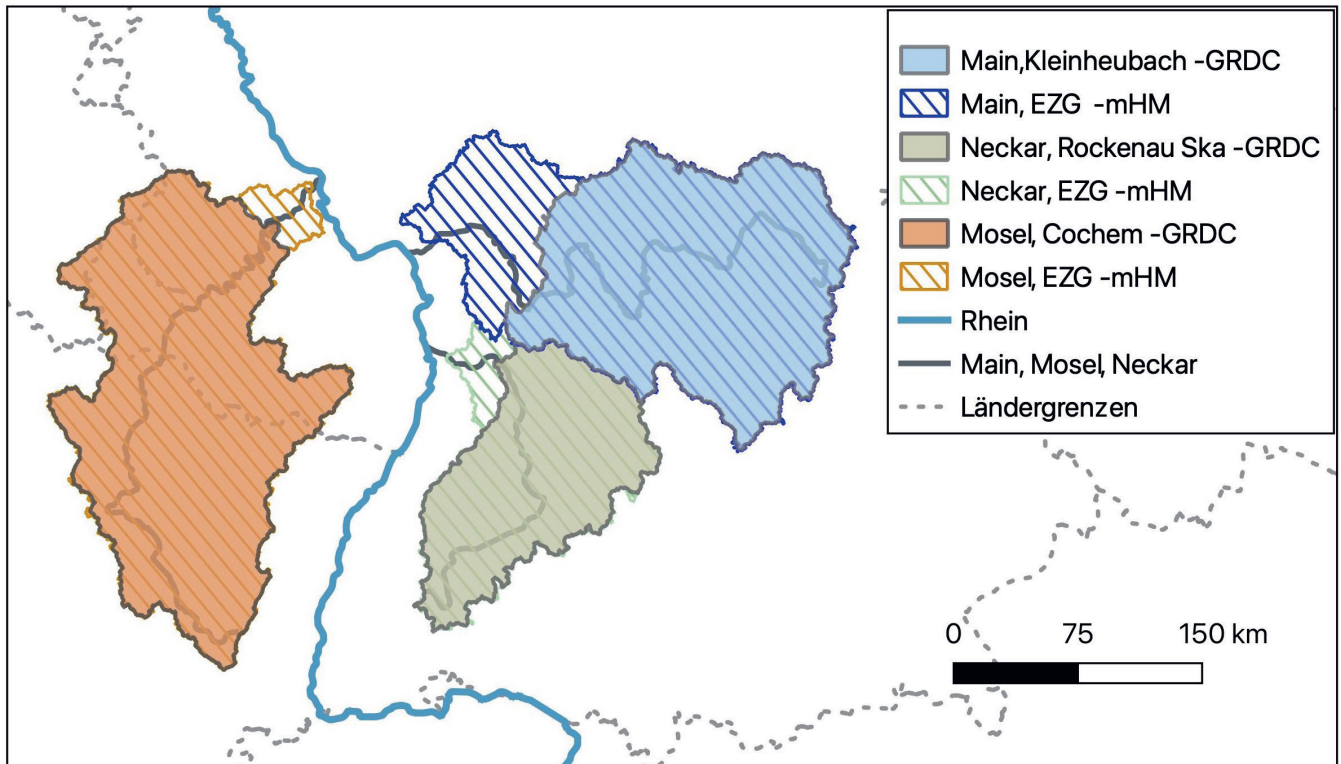 Main,Kleinheubach -GRDC
Main, EZG -mHM
Neckar, Rockenau Ska -GRDC
Neckar, EZG -mHM
Mosel, Cochem -GRDC
Mosel, EZG -mHM
Rhein
Main, Mosel, Neckar
Ländergrenzen
0 75 150 km